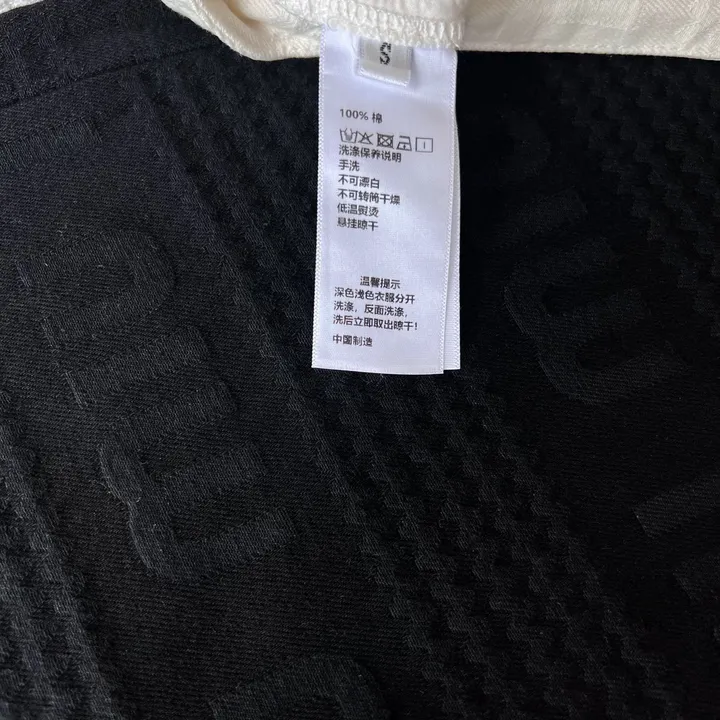 S
100% 棉
洗涤保养说明
手洗
不可漂白
不可转筒干燥
低温熨烫
悬挂晾干
温馨提示
深色浅色衣服分开
洗涤，反面洗涤，
洗后立即取出晾干！
中国制造